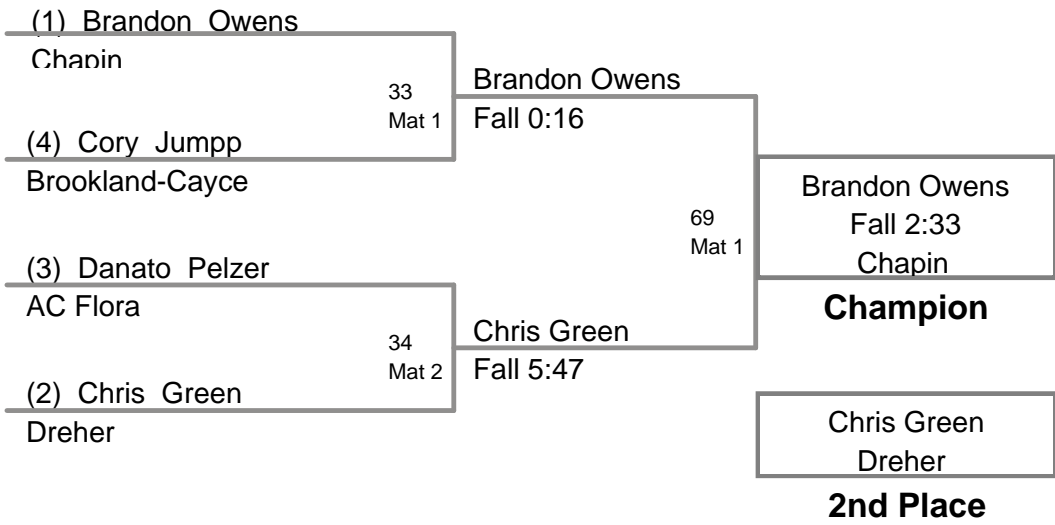 (1) Brandon Owens
Chapin
33
Mat 1
Brandon Owens
Fall 0:16
(4) Cory Jumpp
Brookland-Cayce
69
Mat 1
Brandon Owens
Fall 2:33
Chapin
Champion
(3) Danato Pelzer
AC Flora
34
Mat 2
Chris Green
Fall 5:47
(2) Chris Green
Dreher
Chris Green
Dreher
2nd Place